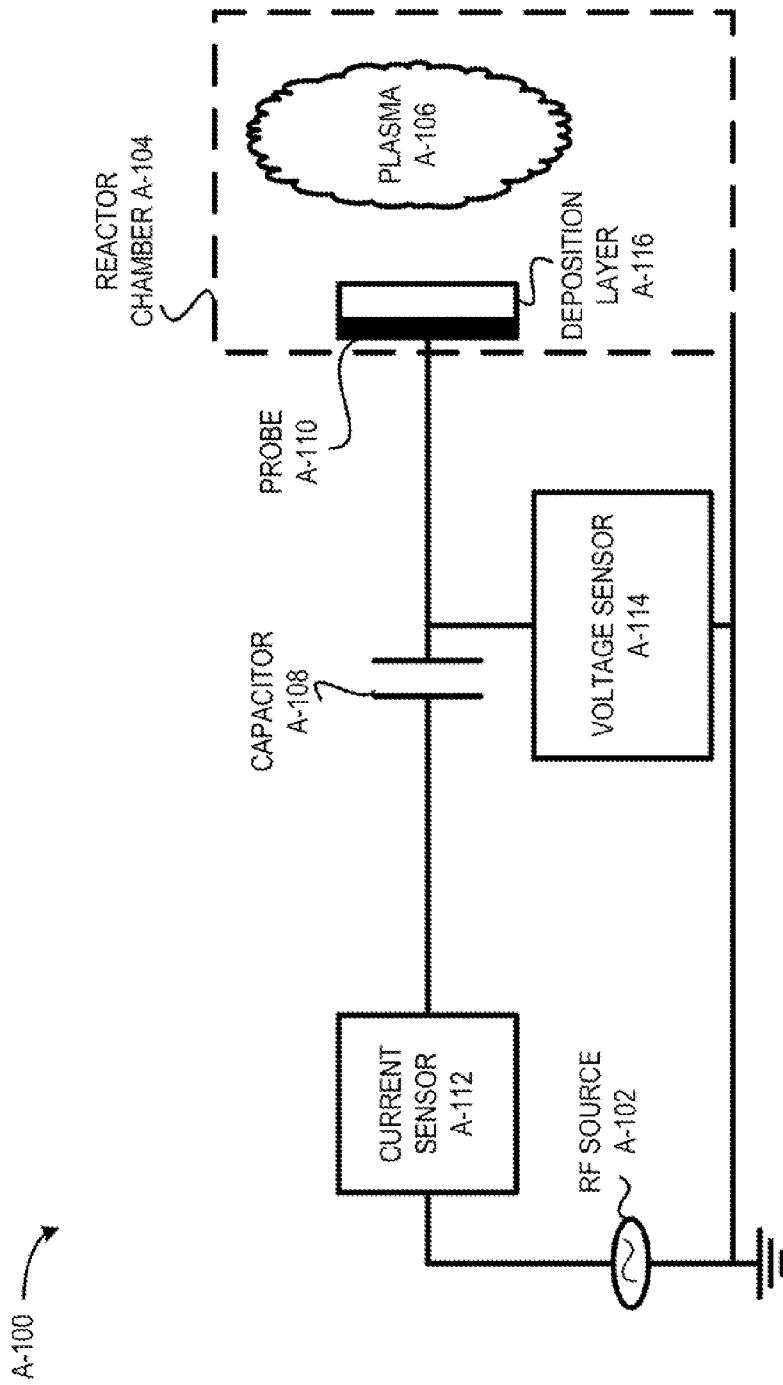 A-100
REACTOR
CHAMBER A-104
PLASMA
A-106
PROBE
A-110
DEPOSITION
LAYER
A-116
CAPACITOR
A-108
VOLTAGE SENSOR
A-114
CURRENT
SENSOR
A-112
RF SOURCE
A-102